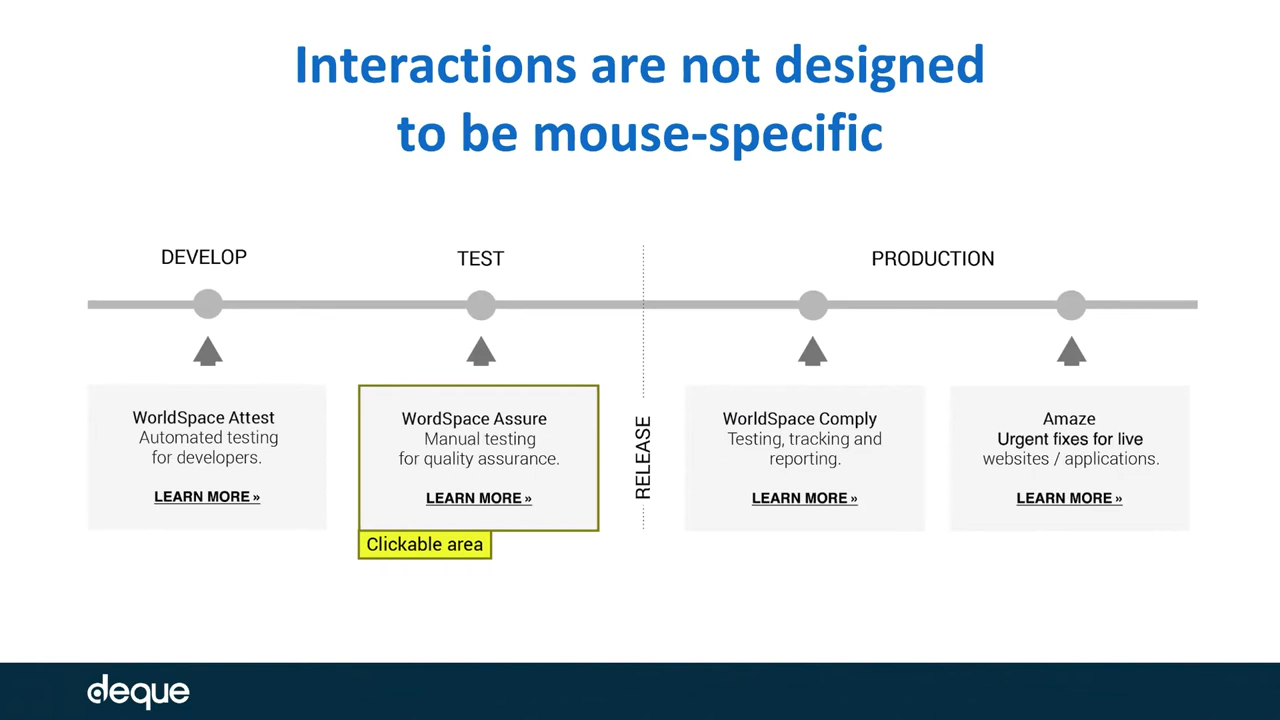 Interactions are not designed
to be mouse-specific
DEVELOP
TEST
PRODUCTION
WorldSpace Attest
Automated testing
for developers.
LEARN MORE »
WordSpace Assure
Manual testing
for quality assurance.
LEARN MORE »
Clickable area
RELEASE
WorldSpace Comply
Testing, tracking and
reporting.
LEARN MORE »
Amaze
Urgent fixes for live
websites / applications.
LEARN MORE »
deque